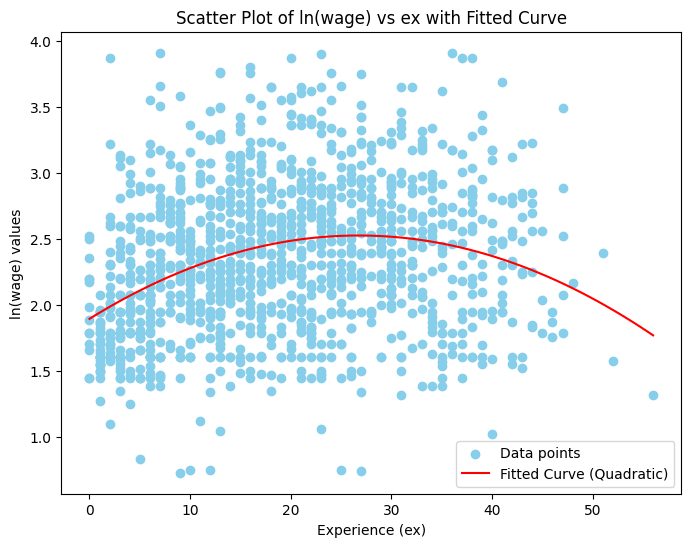 Scatter Plot of ln(wage) vs ex with Fitted Curve
4.0
3.5
3.0
2.5
2.0
1.5
1.0
ln(wage) values
0
10
20
30
40
50
Experience (ex)
Data points
Fitted Curve (Quadratic)